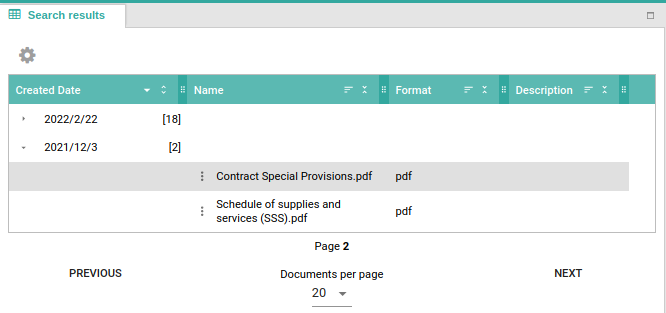 Search results
Created Date Name Format Description
2022/2/22 [18]
2021/12/3 [2]
Contract Special Provisions.pdf pdf
Schedule of supplies and
services (SSS).pdf pdf
Page 2
PREVIOUS Documents per page NEXT
20